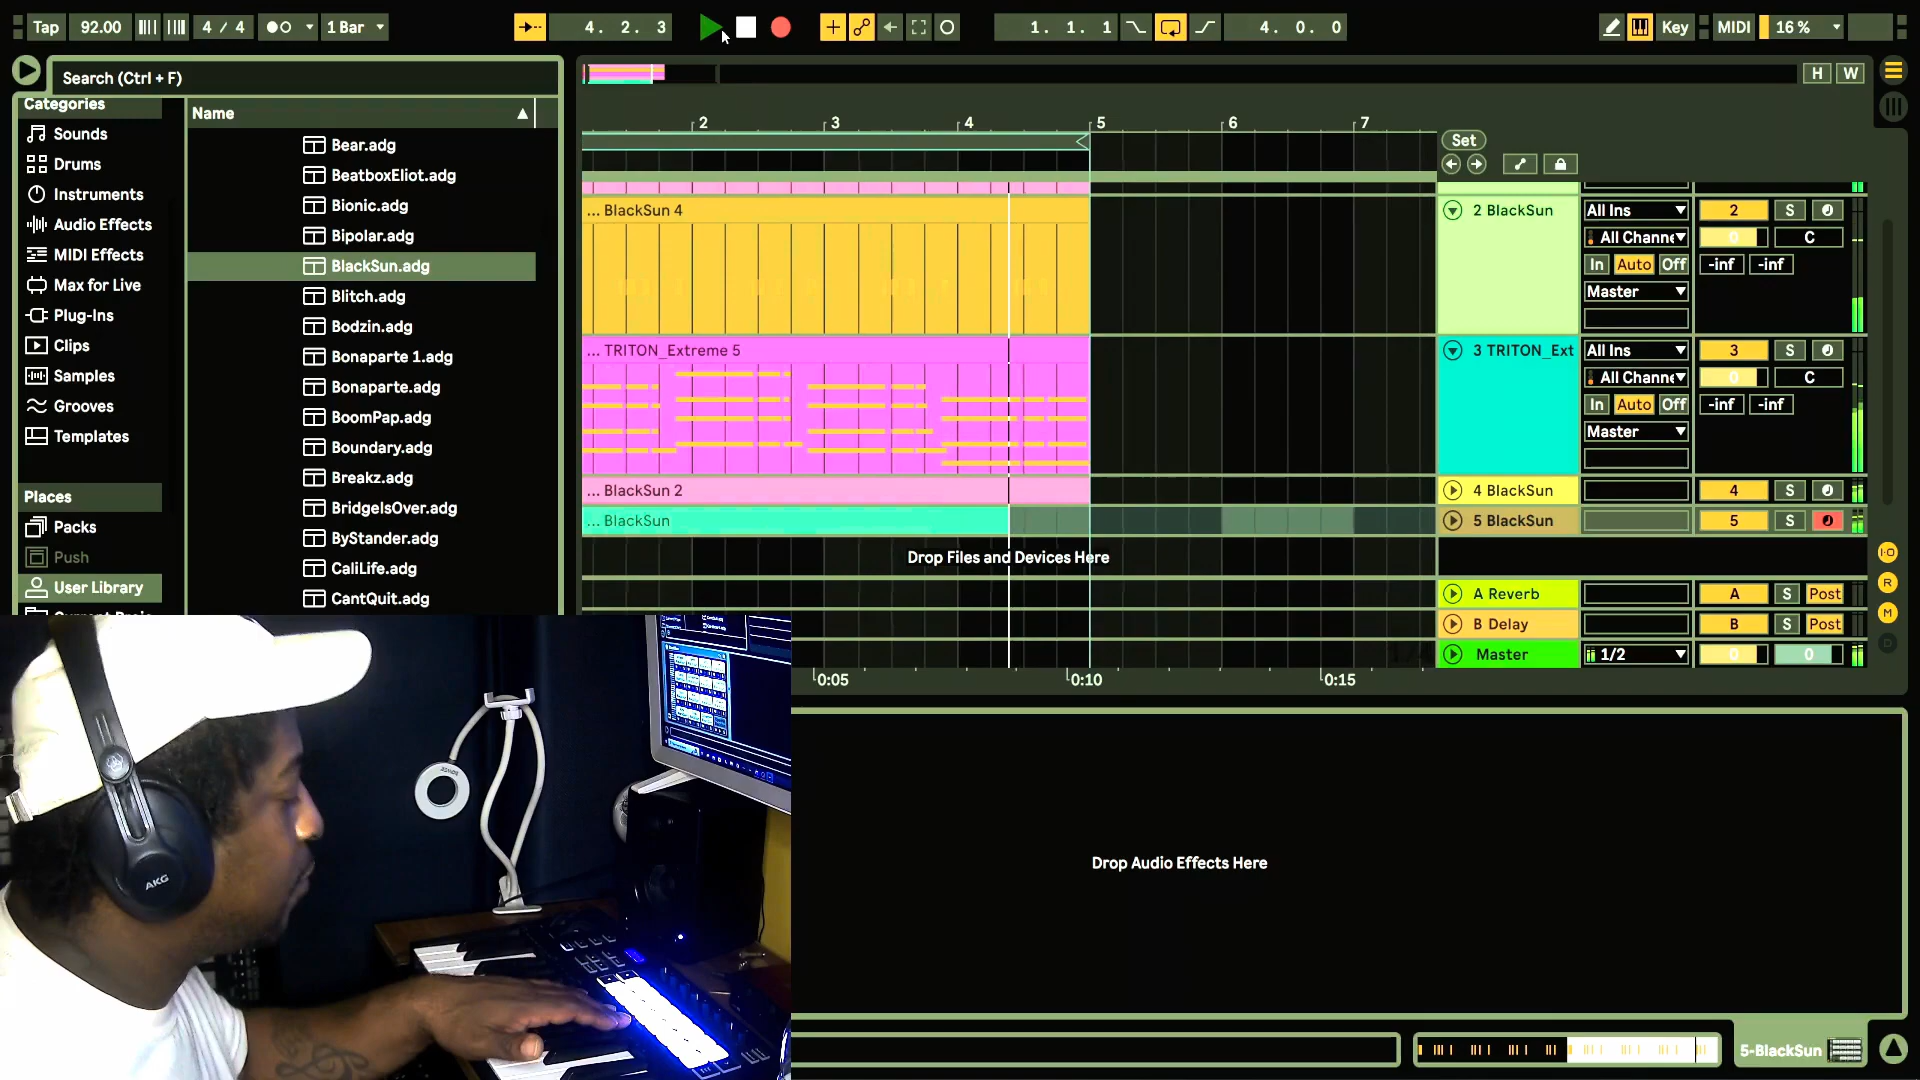 Tap 92.00 4 / 4 1 Bar 4. 2. 3 1. 1. 1 4. 0. 0 Key MIDI 16 %
Search (Ctrl + F)
H W
Categories
Sounds
Drums
Instruments
Audio Effects
MIDI Effects
Max for Live
Plug-Ins
Clips
Samples
Grooves
Templates
Places
Packs
Push
User Library
Name
Bear.adg
BeatboxEliot.adg
Bionic.adg
Bipolar.adg
BlackSun.adg
Blitch.adg
Bodzin.adg
Bonaparte 1.adg
Bonaparte.adg
BoomPap.adg
Boundary.adg
Breakz.adg
BridgeIsOver.adg
ByStander.adg
CaliLife.adg
CantQuit.adg
2 3 4 5 6 7
Set
... BlackSun 4
... TRITON_Extreme 5
... BlackSun 2
... BlackSun
Drop Files and Devices Here
2 BlackSun All Ins 2 S
All Channe 0 C
In Auto Off -inf -inf
Master
3 TRITON_Ext All Ins 3 S
All Channe 0 C
In Auto Off -inf -inf
Master
4 BlackSun 4 S
5 BlackSun 5 S
A Reverb A S Post
B Delay B S Post
Master 1/2 0 0
I·O
R
M
D
0:05 0:10 0:15
Drop Audio Effects Here
5-BlackSun
AKG